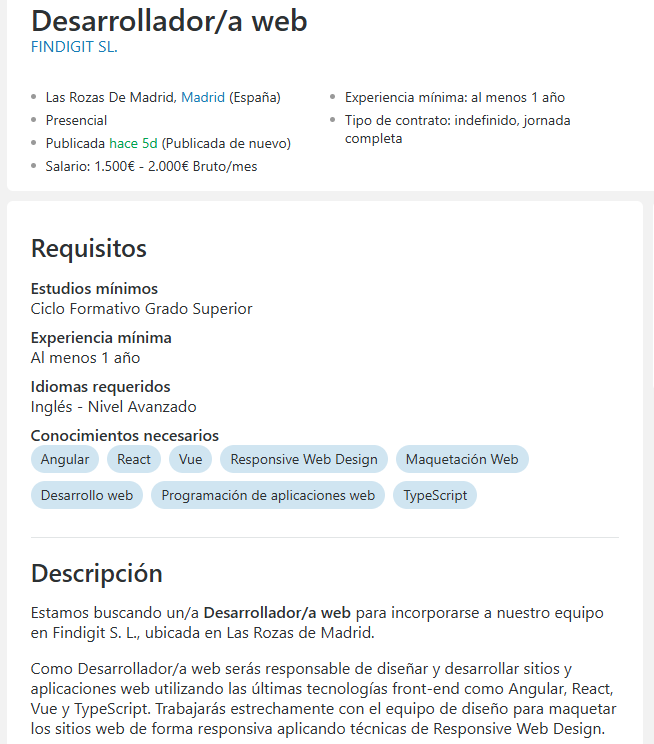 Desarrollador/a web
FINDIGIT SL.
Las Rozas De Madrid, Madrid (España)
Presencial
Publicada hace 5d (Publicada de nuevo)
Salario: 1.500€ - 2.000€ Bruto/mes
Experiencia mínima: al menos 1 año
Tipo de contrato: indefinido, jornada
completa
Requisitos
Estudios mínimos
Ciclo Formativo Grado Superior
Experiencia mínima
Al menos 1 año
Idiomas requeridos
Inglés - Nivel Avanzado
Conocimientos necesarios
Angular React Vue Responsive Web Design Maquetación Web
Desarrollo web Programación de aplicaciones web TypeScript
Descripción
Estamos buscando un/a Desarrollador/a web para incorporarse a nuestro equipo
en Findigit S. L., ubicada en Las Rozas de Madrid.
Como Desarrollador/a web serás responsable de diseñar y desarrollar sitios y
aplicaciones web utilizando las últimas tecnologías front-end como Angular, React,
Vue y TypeScript. Trabajarás estrechamente con el equipo de diseño para maquetar
los sitios web de forma responsiva aplicando técnicas de Responsive Web Design.